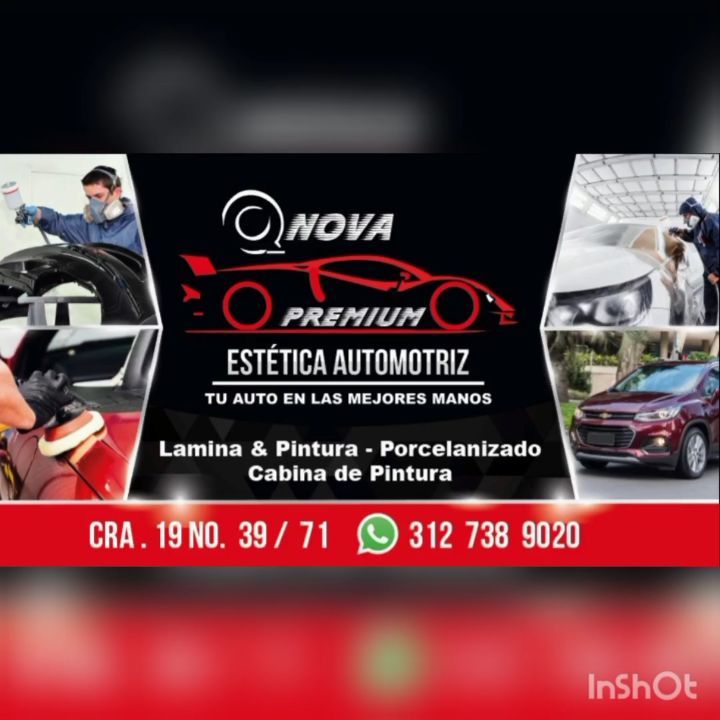 NOVA
PREMIUM
ESTÉTICA AUTOMOTRIZ
TU AUTO EN LAS MEJORES MANOS
Lamina & Pintura - Porcelanizado
Cabina de Pintura
CRA . 19 NO. 39 / 71 312 738 9020
InShOt